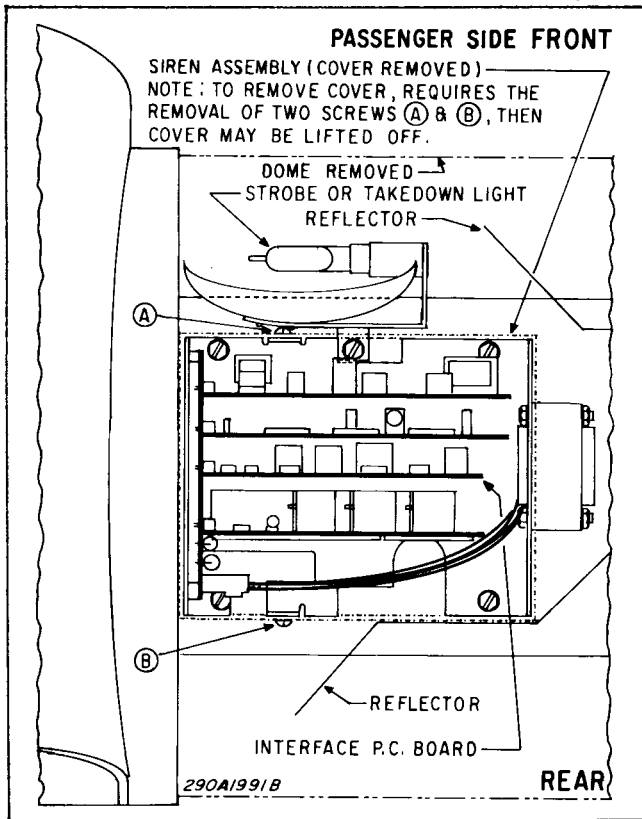 PASSENGER SIDE FRONT
SIREN ASSEMBLY (COVER REMOVED)
NOTE: TO REMOVE COVER, REQUIRES THE
REMOVAL OF TWO SCREWS Ⓐ & Ⓑ, THEN
COVER MAY BE LIFTED OFF.
DOME REMOVED
STROBE OR TAKEDOWN LIGHT
REFLECTOR
A
B
REFLECTOR
INTERFACE P.C. BOARD
290A1991B
REAR